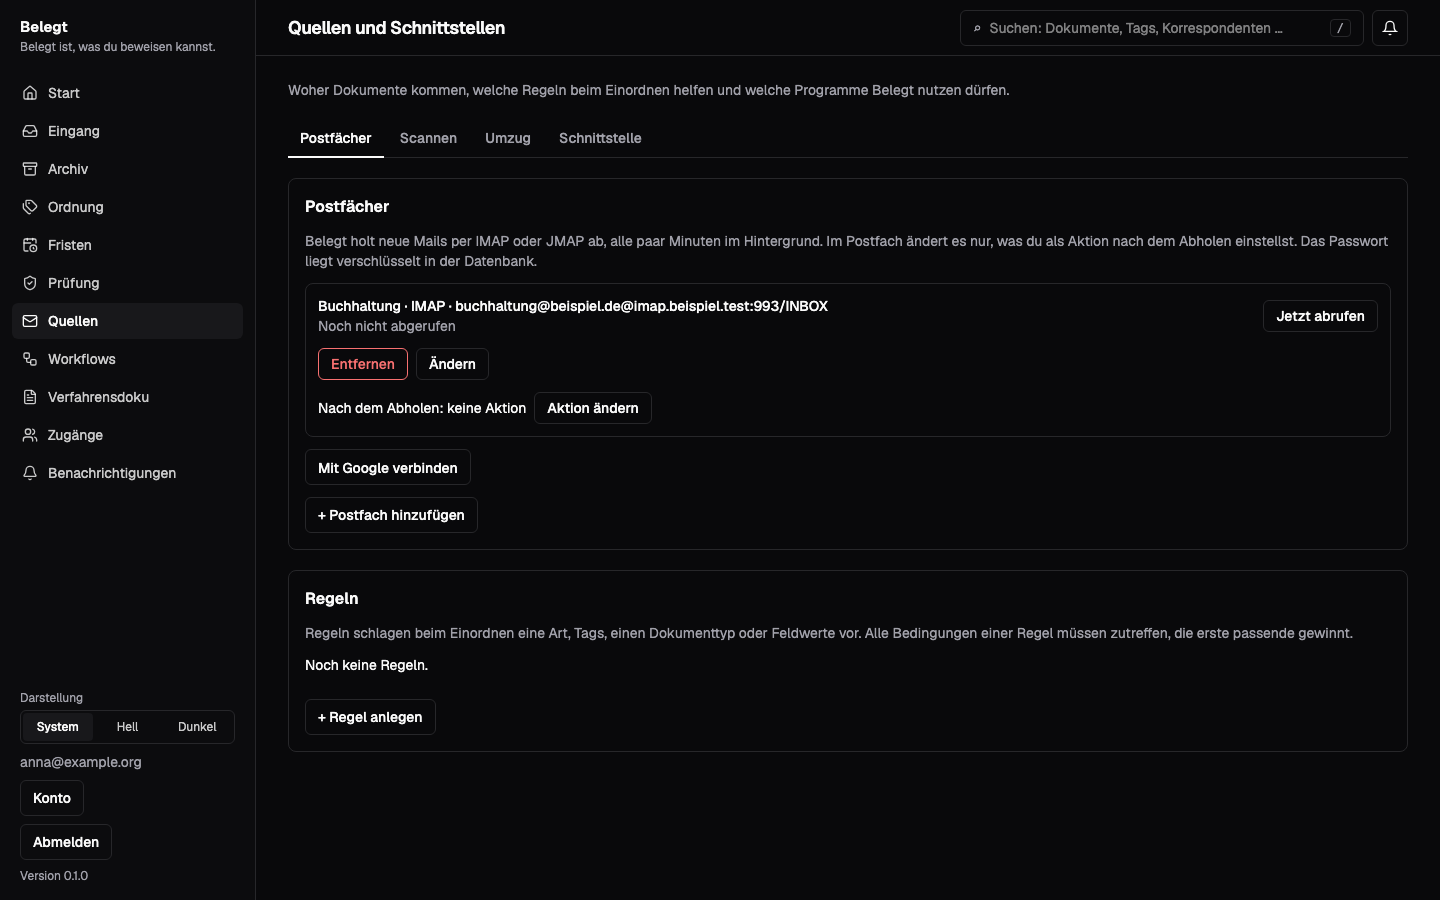 Belegt
Belegt ist, was du beweisen kannst.
Start
Eingang
Archiv
Ordnung
Fristen
Prüfung
Quellen
Workflows
Verfahrensdoku
Zugänge
Benachrichtigungen
Darstellung
System Hell Dunkel
anna@example.org
Konto
Abmelden
Version 0.1.0
Quellen und Schnittstellen
Suchen: Dokumente, Tags, Korrespondenten ... /
Woher Dokumente kommen, welche Regeln beim Einordnen helfen und welche Programme Belegt nutzen dürfen.
Postfächer Scannen Umzug Schnittstelle
Postfächer
Belegt holt neue Mails per IMAP oder JMAP ab, alle paar Minuten im Hintergrund. Im Postfach ändert es nur, was du als Aktion nach dem Abholen einstellst. Das Passwort
liegt verschlüsselt in der Datenbank.
Buchhaltung · IMAP · buchhaltung@beispiel.de@imap.beispiel.test:993/INBOX
Noch nicht abgerufen
Jetzt abrufen
Entfernen Ändern
Nach dem Abholen: keine Aktion Aktion ändern
Mit Google verbinden
+ Postfach hinzufügen
Regeln
Regeln schlagen beim Einordnen eine Art, Tags, einen Dokumenttyp oder Feldwerte vor. Alle Bedingungen einer Regel müssen zutreffen, die erste passende gewinnt.
Noch keine Regeln.
+ Regel anlegen